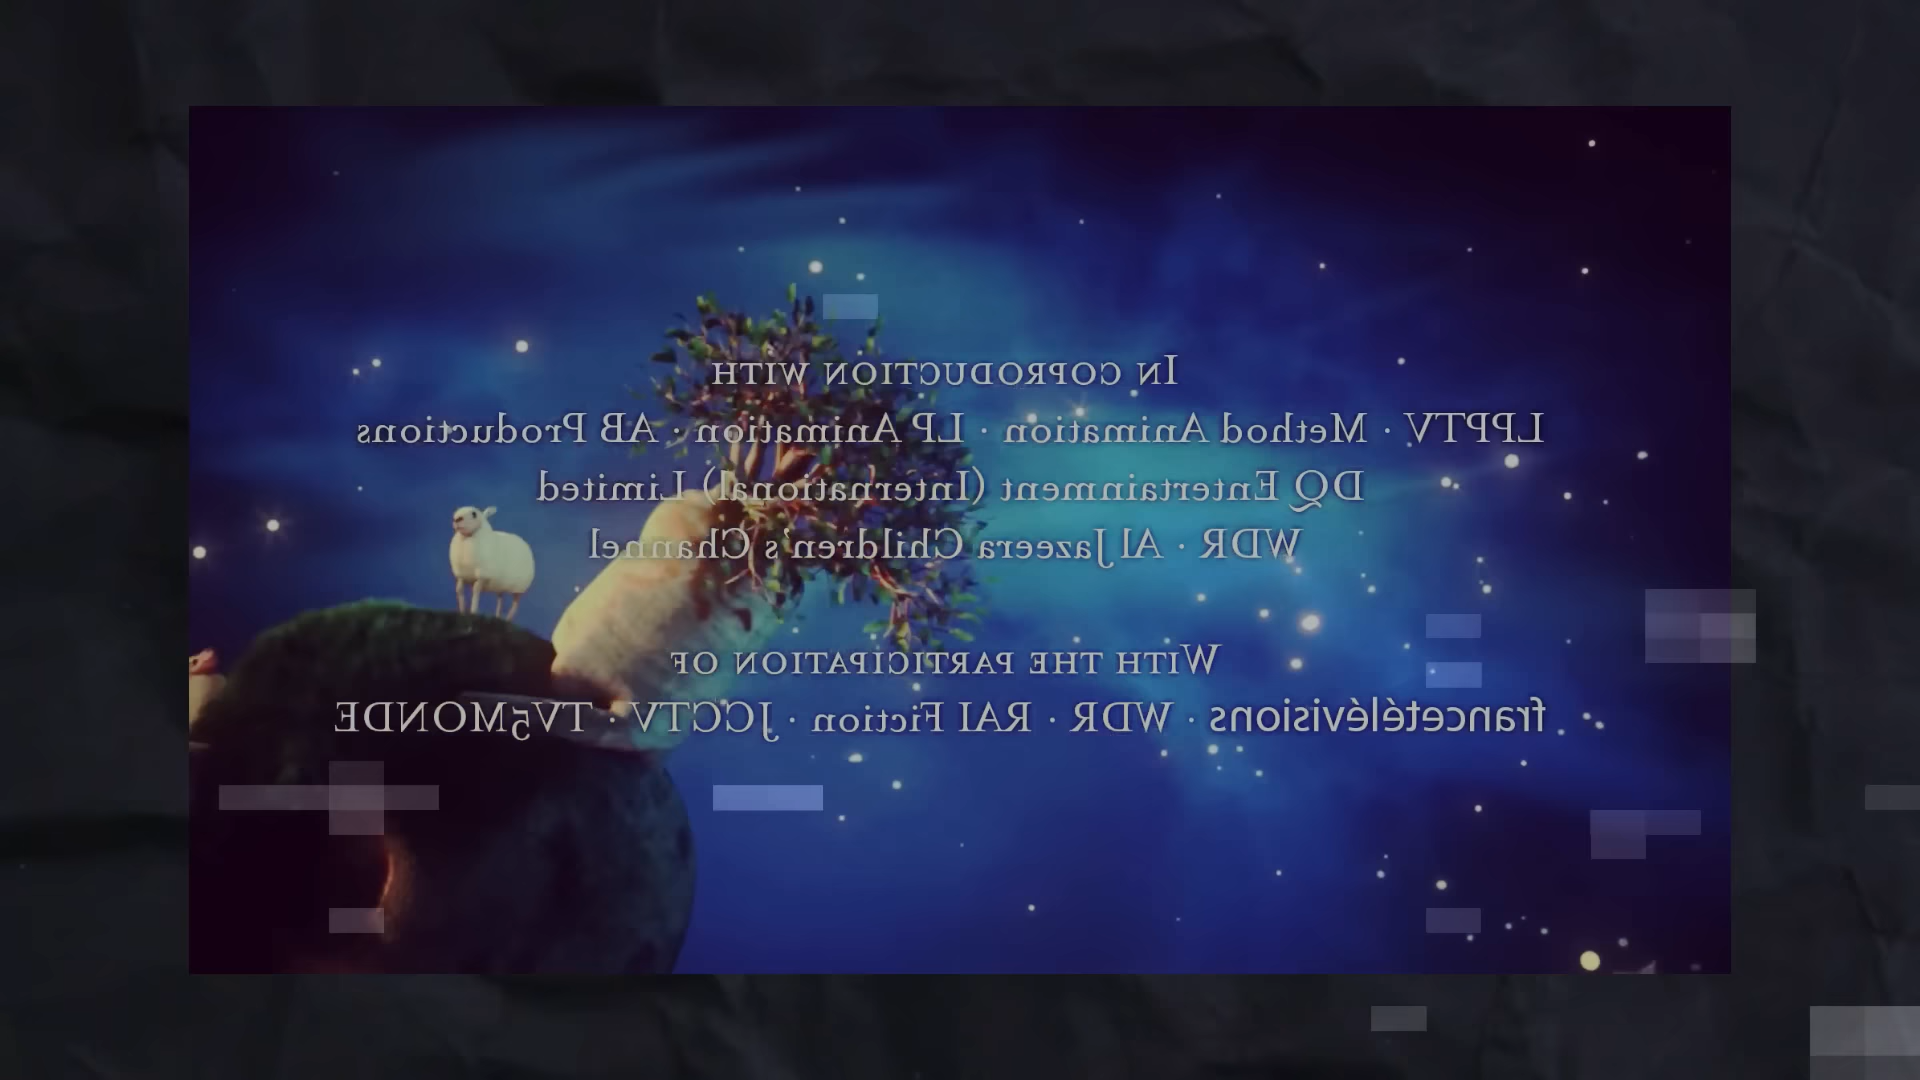 In coproduction with
LPPTV · Method Animation · LP Animation · AB Productions
DQ Entertainment (International) Limited
WDR · Al Jazeera Children's Channel
With the participation of
francetélévisions · WDR · RAI Fiction · JCCTV · TV5MONDE